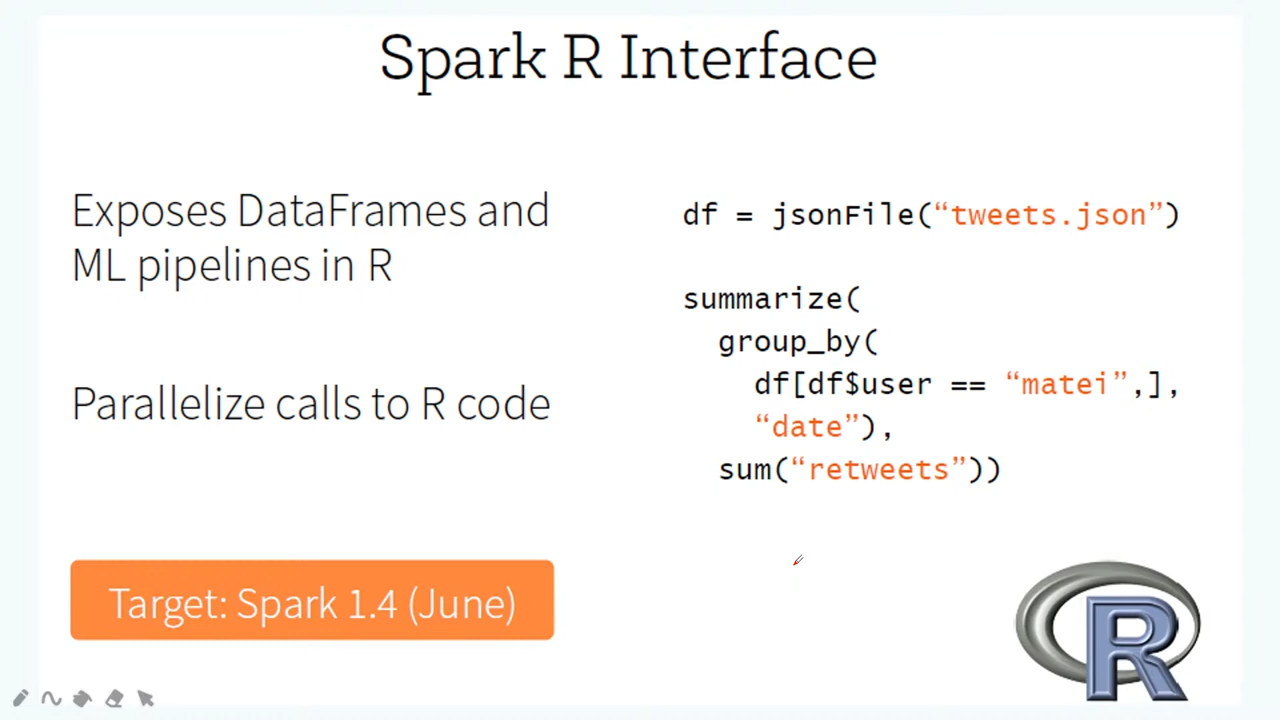 Spark R Interface
Exposes DataFrames and
ML pipelines in R
Parallelize calls to R code
Target: Spark 1.4 (June)
df = jsonFile(“tweets.json”)
summarize(
group_by(
df[df$user == “matei”,],
“date”),
sum(“retweets”))
R